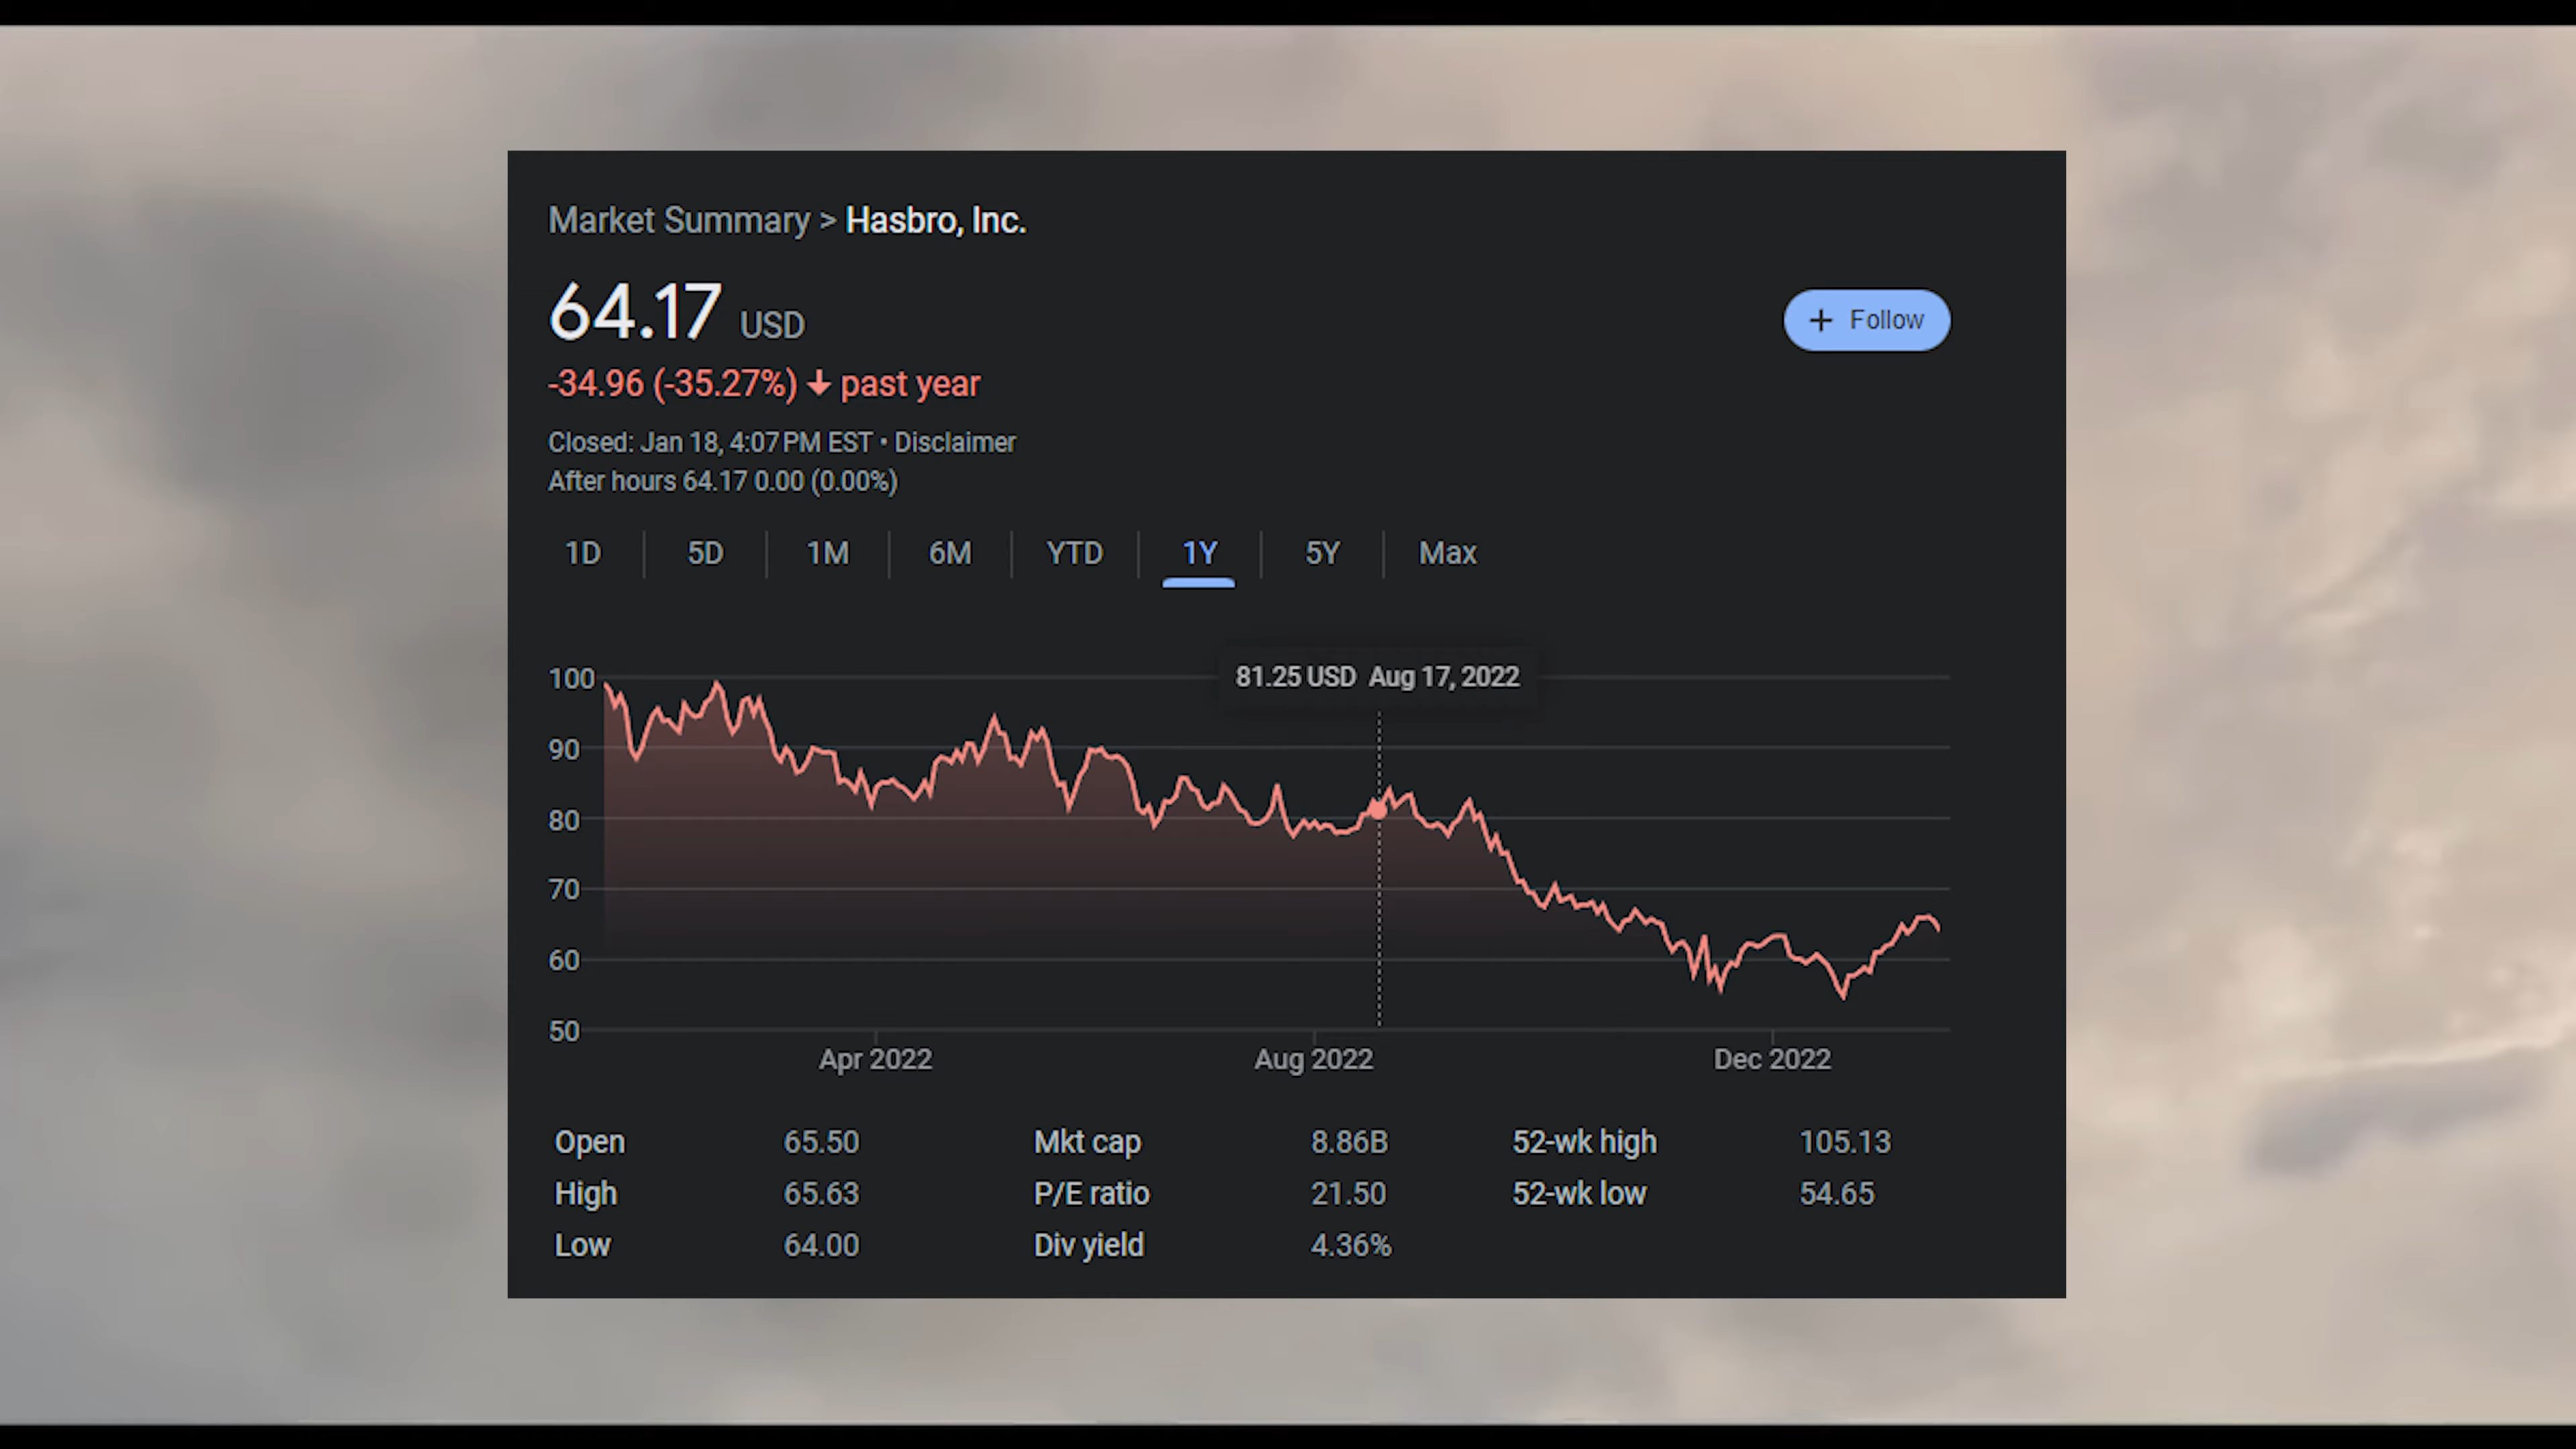 Market Summary > Hasbro, Inc.
64.17 USD
+ Follow
-34.96 (-35.27%) ↓ past year
Closed: Jan 18, 4:07 PM EST • Disclaimer
After hours 64.17 0.00 (0.00%)
1D 5D 1M 6M YTD 1Y 5Y Max
81.25 USD Aug 17, 2022
100
90
80
70
60
50
Apr 2022 Aug 2022 Dec 2022
Open 65.50 Mkt cap 8.86B 52-wk high 105.13
High 65.63 P/E ratio 21.50 52-wk low 54.65
Low 64.00 Div yield 4.36%